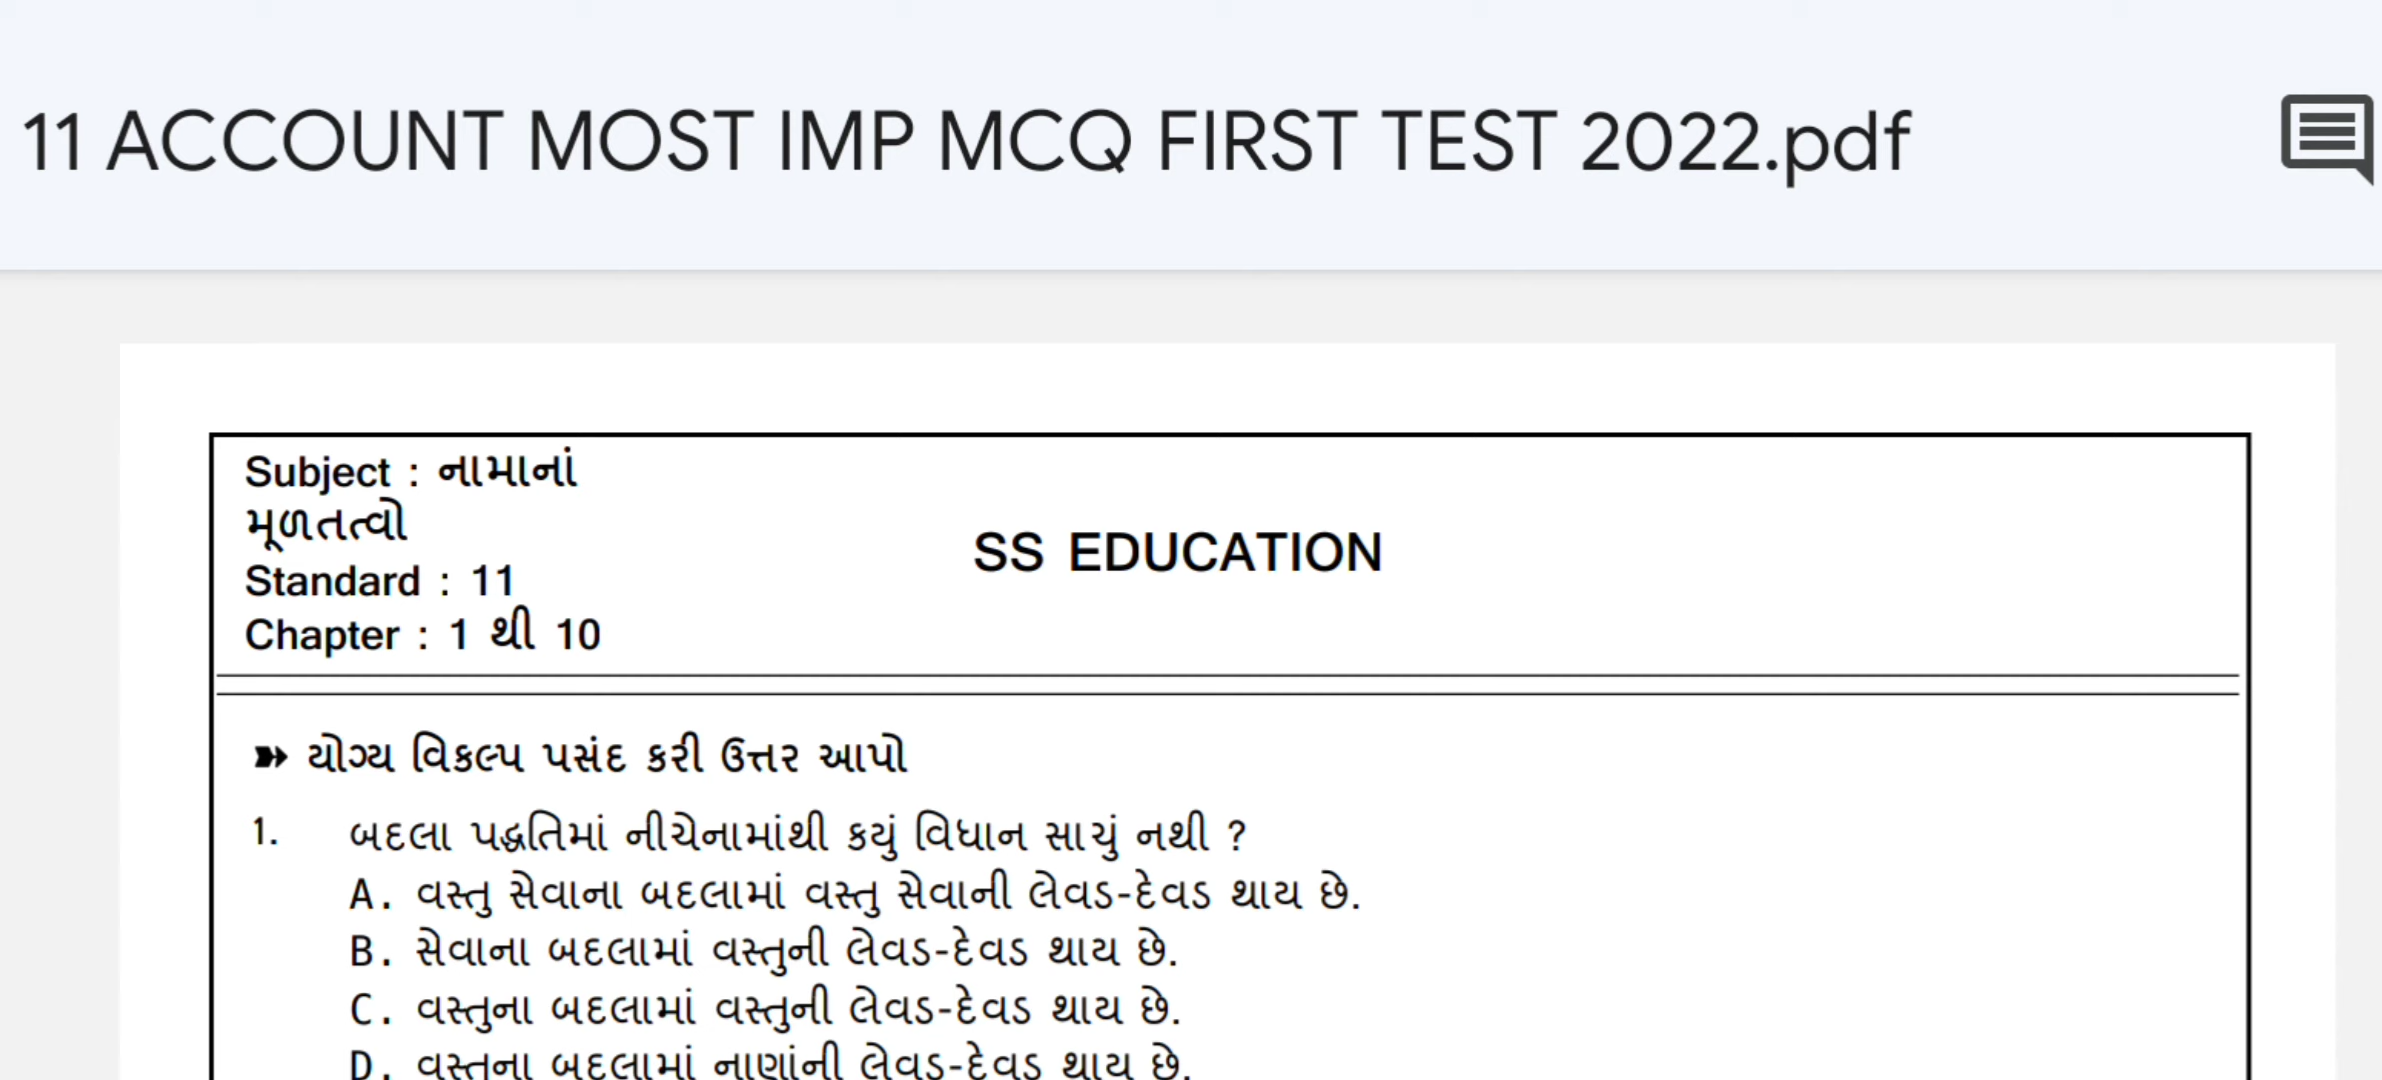 11 ACCOUNT MOST IMP MCQ FIRST TEST 2022.pdf
Subject : નામાનાં
મૂળતત્વો
SS EDUCATION
Standard : 11
Chapter : 1 થી 10
➽ યોગ્ય વિકલ્પ પસંદ કરી ઉત્તર આપો
1. બદલા પદ્ધતિમાં નીચેનામાંથી કયું વિધાન સાચું નથી ?
A. વસ્તુ સેવાના બદલામાં વસ્તુ સેવાની લેવડ-દેવડ થાય છે.
B. સેવાના બદલામાં વસ્તુની લેવડ-દેવડ થાય છે.
C. વસ્તુના બદલામાં વસ્તુની લેવડ-દેવડ થાય છે.
D. વસ્તુના બદલામાં નાણાંની લેવડ-દેવડ થાય છે.